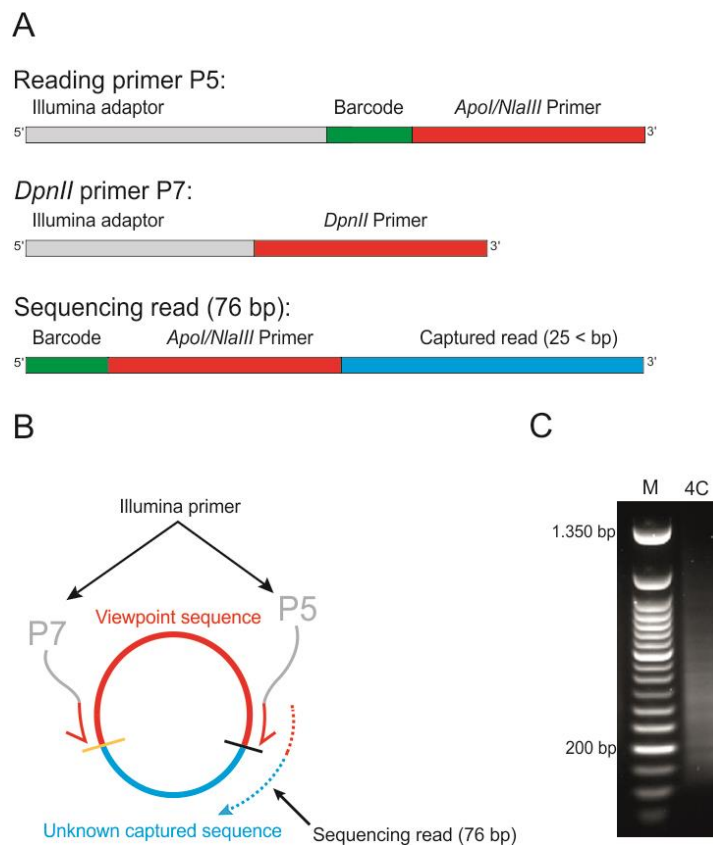 A
Reading primer P5:
Illumina adaptor Barcode ApoI/NlaIII Primer
5' 3'
DpnII primer P7:
Illumina adaptor DpnII Primer
5' 3'
Sequencing read (76 bp):
Barcode ApoI/NlaIII Primer Captured read (25 < bp)
5' 3'
B
Illumina primer
P7 P5
Viewpoint sequence
Unknown captured sequence
Sequencing read (76 bp)
C
M 4C
1.350 bp
200 bp